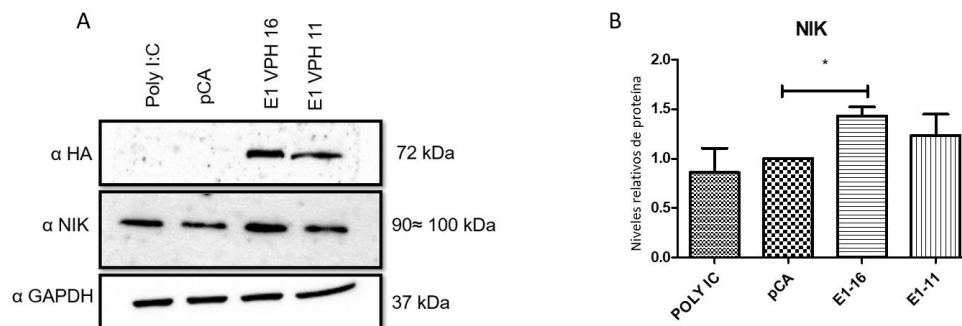 A
Poly I:C
pCA
E1 VPH 16
E1 VPH 11
α HA
72 kDa
α NIK
90≈ 100 kDa
α GAPDH
37 kDa
B
NIK
*
Niveles relativos de proteína
2.0
1.5
1.0
0.5
0.0
POLY IC
pCA
E1-16
E1-11